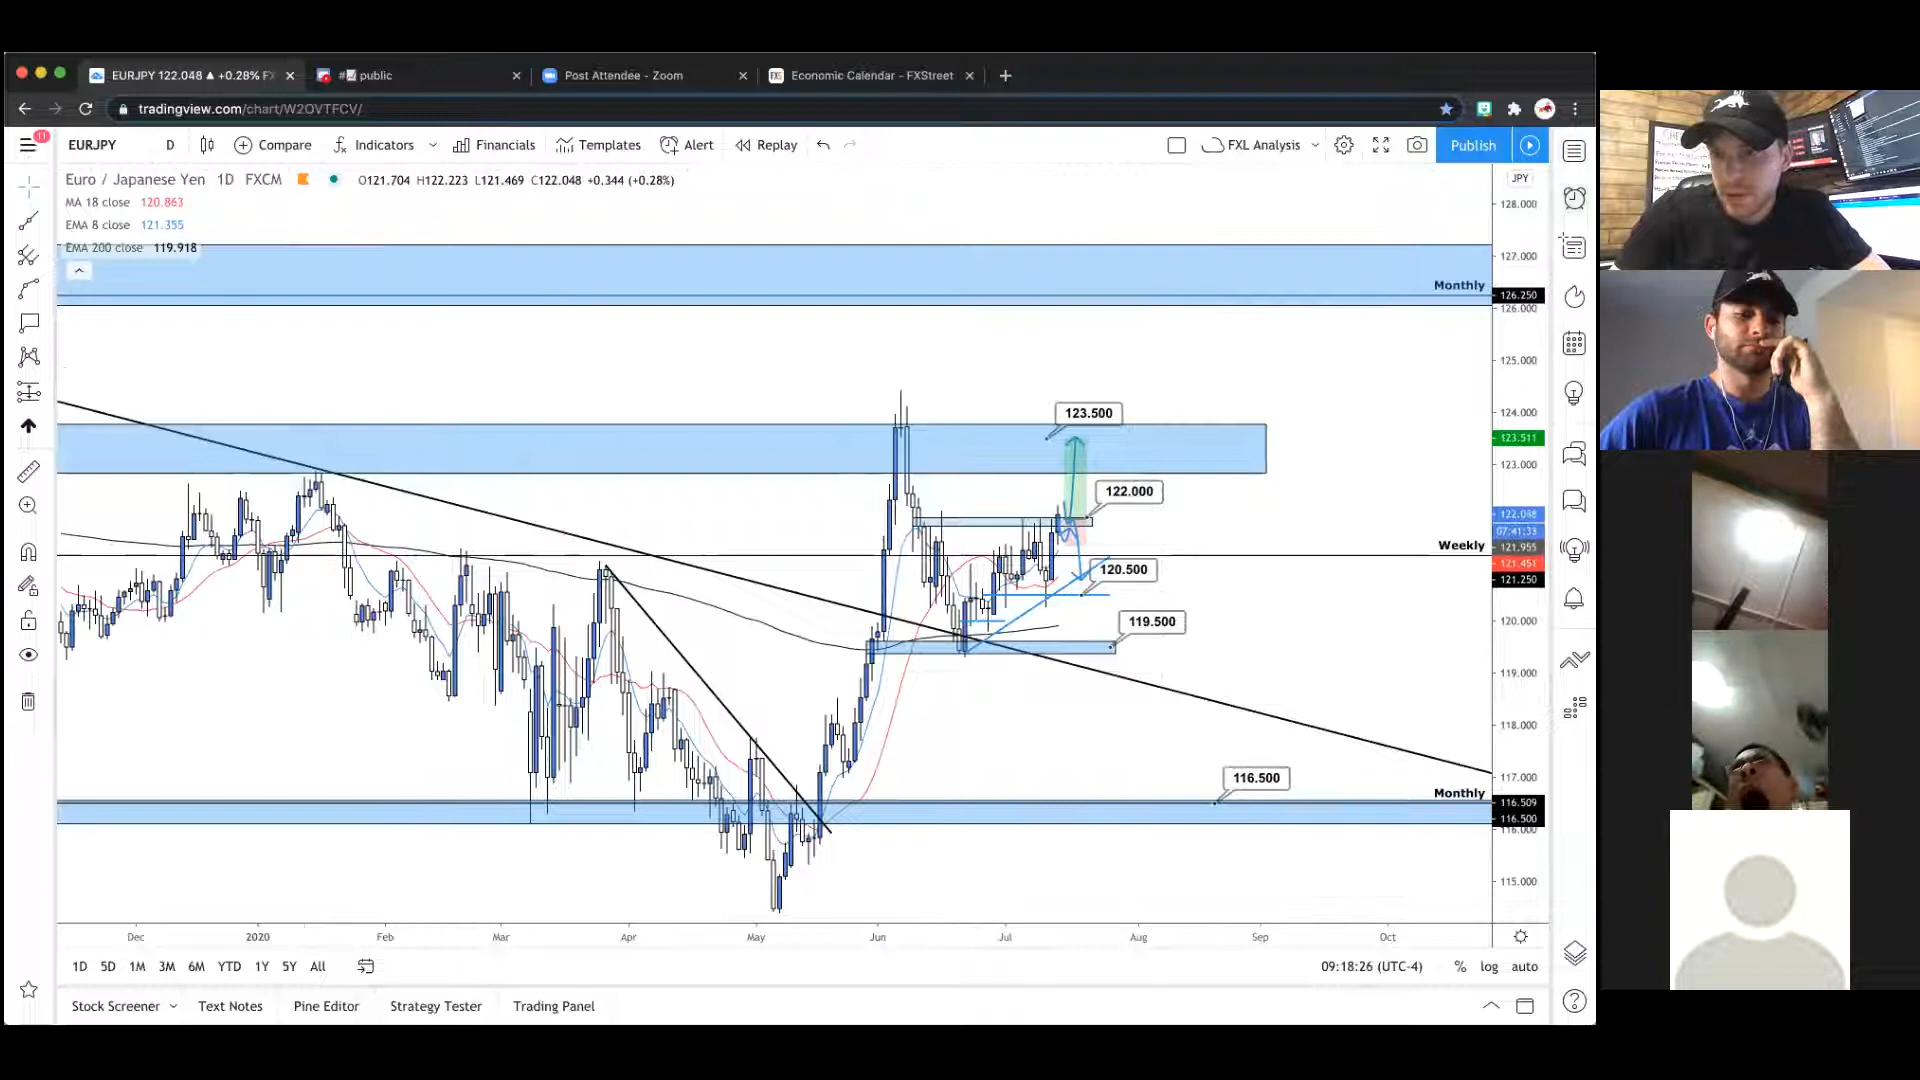 EURJPY 122.048 ▲ +0.28% FX
#📈 public
Post Attendee - Zoom
Economic Calendar - FXStreet
tradingview.com/chart/W2OVTFCV/
11
EURJPY
D
Compare
Indicators
Financials
Templates
Alert
Replay
FXL Analysis
Publish
Euro / Japanese Yen 1D FXCM
O121.704 H122.223 L121.469 C122.048 +0.344 (+0.28%)
JPY
MA 18 close 120.863
EMA 8 close 121.355
EMA 200 close 119.918
128.000
127.000
Monthly
126.250
126.000
125.000
124.000
123.500
123.511
123.000
122.000
122.048
07:41:33
Weekly
121.955
121.451
121.250
120.500
120.000
119.500
119.000
118.000
117.000
116.500
Monthly
116.509
116.500
116.000
115.000
Dec
2020
Feb
Mar
Apr
May
Jun
Jul
Aug
Sep
Oct
1D
5D
1M
3M
6M
YTD
1Y
5Y
All
09:18:26 (UTC-4)
%
log
auto
Stock Screener
Text Notes
Pine Editor
Strategy Tester
Trading Panel